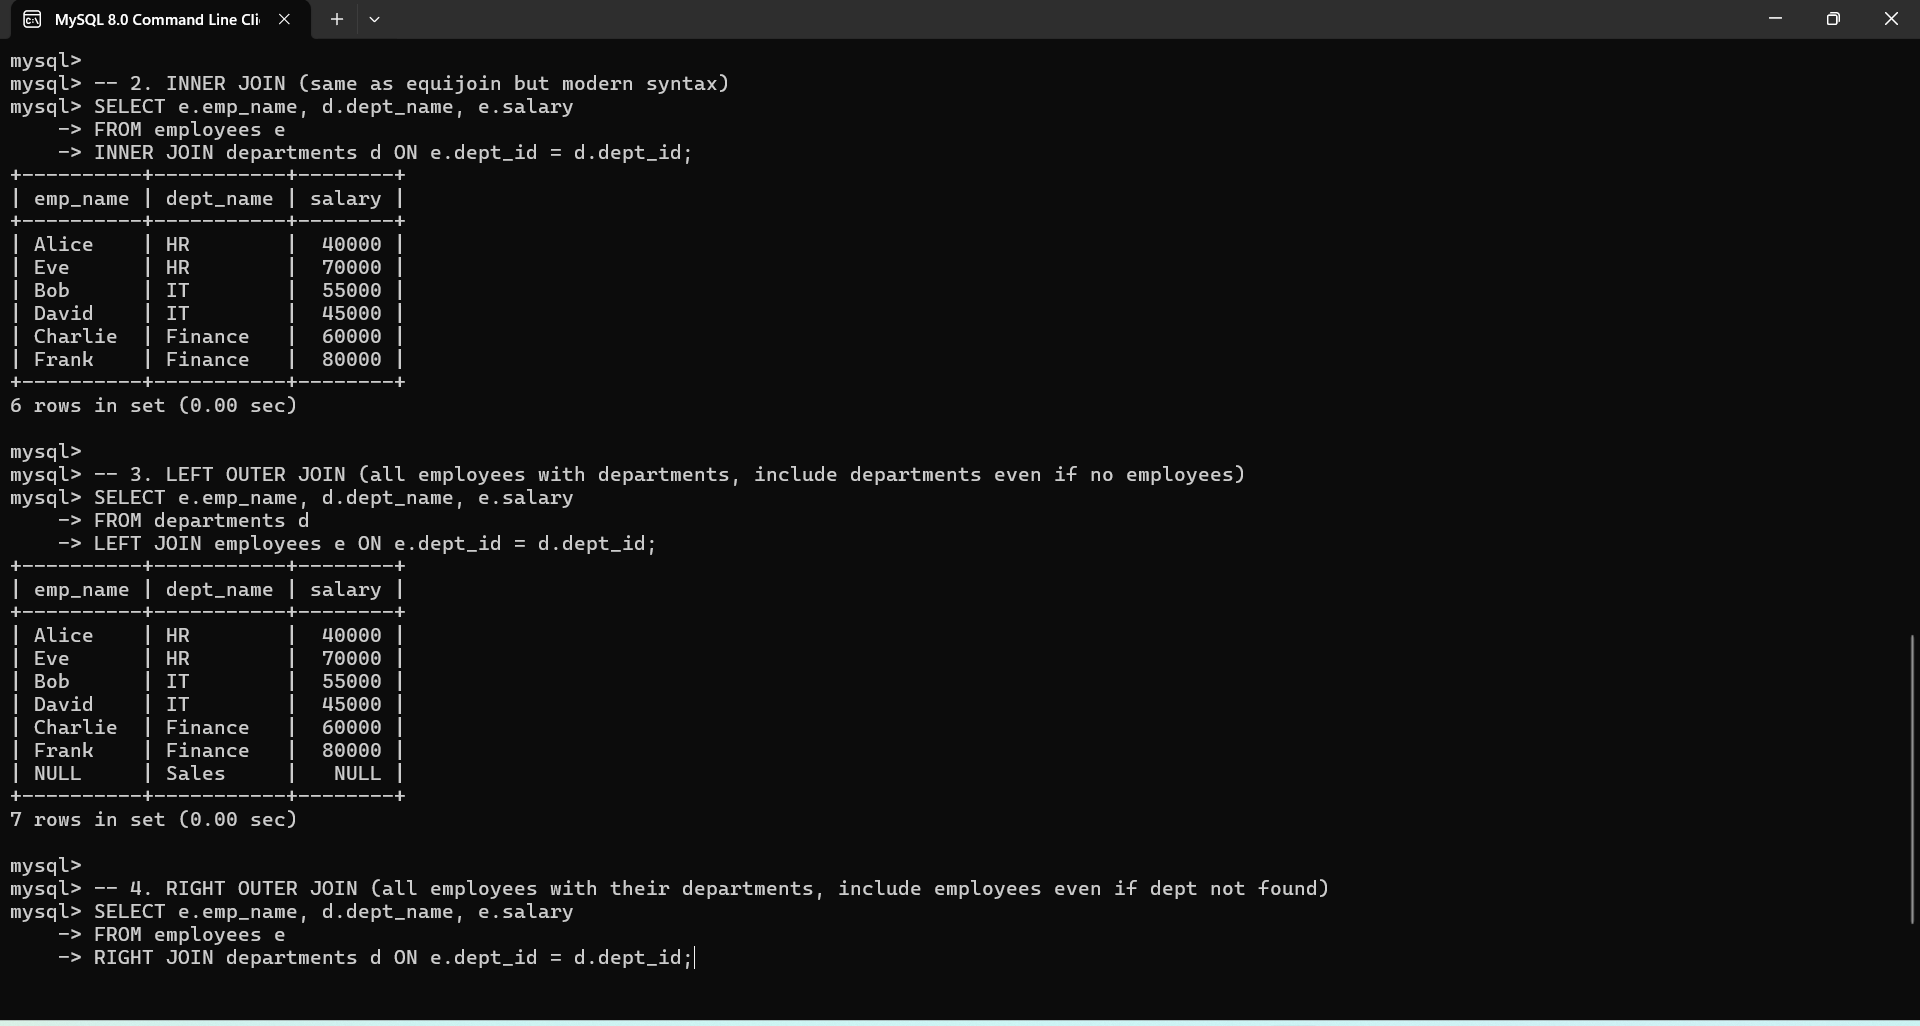 MySQL 8.0 Command Line Cli
mysql>
mysql> -- 2. INNER JOIN (same as equijoin but modern syntax)
mysql> SELECT e.emp_name, d.dept_name, e.salary
    -> FROM employees e
    -> INNER JOIN departments d ON e.dept_id = d.dept_id;
+----------+-----------+--------+
| emp_name | dept_name | salary |
+----------+-----------+--------+
| Alice    | HR        |  40000 |
| Eve      | HR        |  70000 |
| Bob      | IT        |  55000 |
| David    | IT        |  45000 |
| Charlie  | Finance   |  60000 |
| Frank    | Finance   |  80000 |
+----------+-----------+--------+
6 rows in set (0.00 sec)
mysql>
mysql> -- 3. LEFT OUTER JOIN (all employees with departments, include departments even if no employees)
mysql> SELECT e.emp_name, d.dept_name, e.salary
    -> FROM departments d
    -> LEFT JOIN employees e ON e.dept_id = d.dept_id;
+----------+-----------+--------+
| emp_name | dept_name | salary |
+----------+-----------+--------+
| Alice    | HR        |  40000 |
| Eve      | HR        |  70000 |
| Bob      | IT        |  55000 |
| David    | IT        |  45000 |
| Charlie  | Finance   |  60000 |
| Frank    | Finance   |  80000 |
| NULL     | Sales     |   NULL |
+----------+-----------+--------+
7 rows in set (0.00 sec)
mysql>
mysql> -- 4. RIGHT OUTER JOIN (all employees with their departments, include employees even if dept not found)
mysql> SELECT e.emp_name, d.dept_name, e.salary
    -> FROM employees e
    -> RIGHT JOIN departments d ON e.dept_id = d.dept_id;